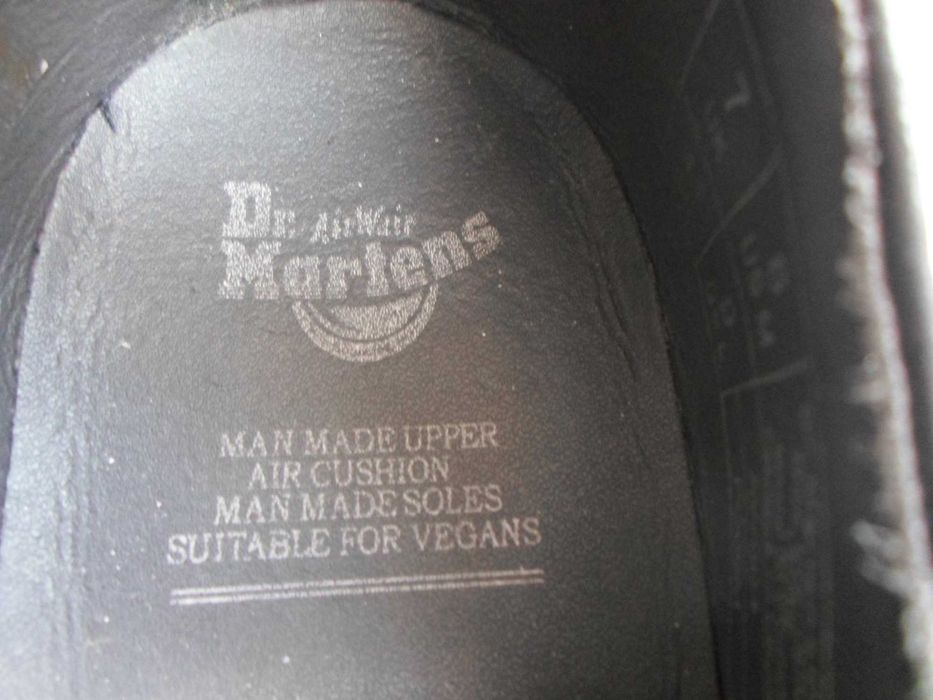 Dr. AirWair
Martens
MAN MADE UPPER
AIR CUSHION
MAN MADE SOLES
SUITABLE FOR VEGANS